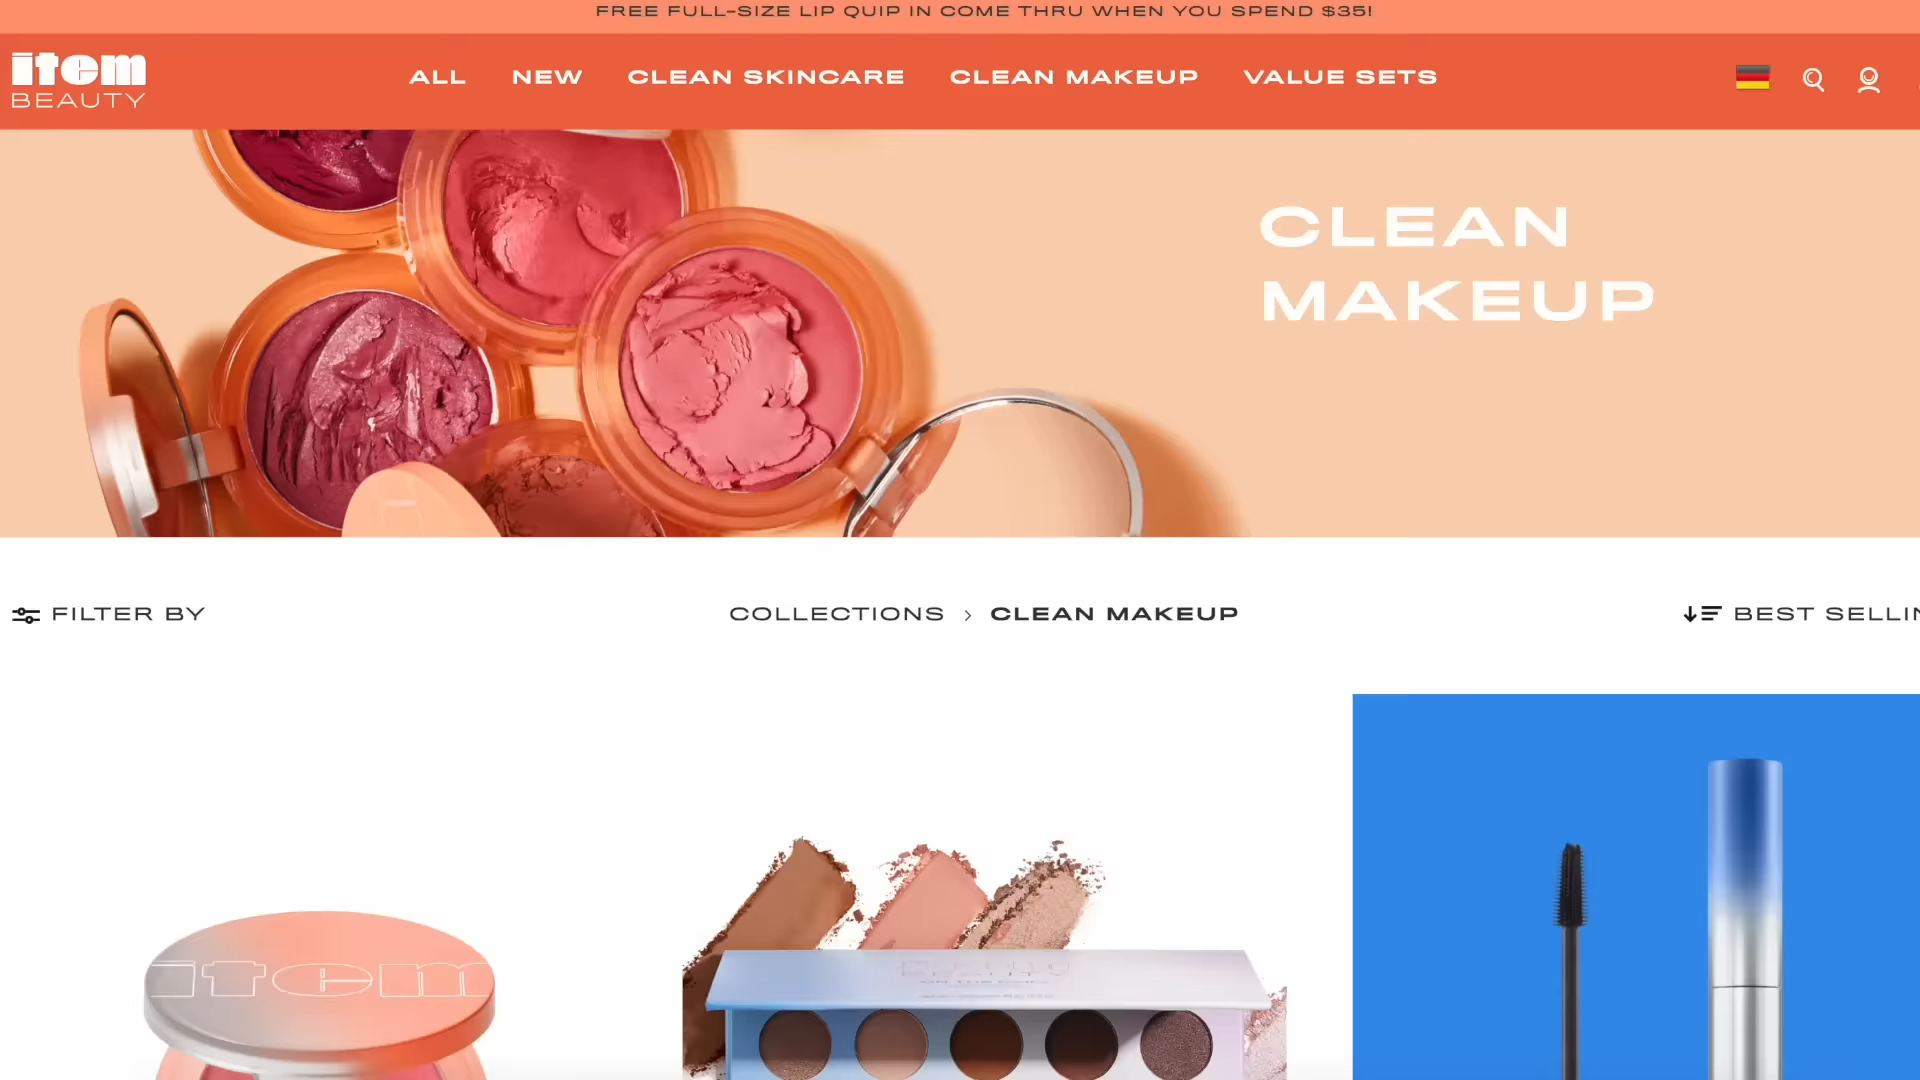 FREE FULL-SIZE LIP QUIP IN COME THRU WHEN YOU SPEND $35!
item
BEAUTY
ALL NEW CLEAN SKINCARE CLEAN MAKEUP VALUE SETS
CLEAN
MAKEUP
FILTER BY
COLLECTIONS > CLEAN MAKEUP
BEST SELLIN
item